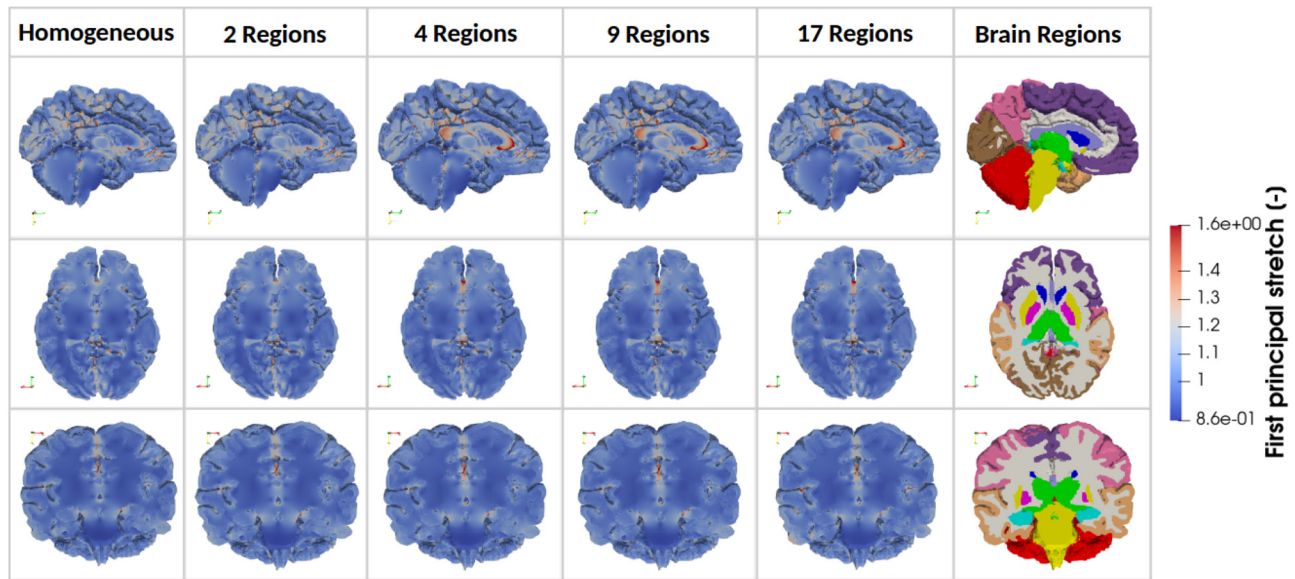 Homogeneous
2 Regions
4 Regions
9 Regions
17 Regions
Brain Regions
1.6e+00
1.4
1.3
1.2
1.1
1
8.6e-01
First principal stretch (-)